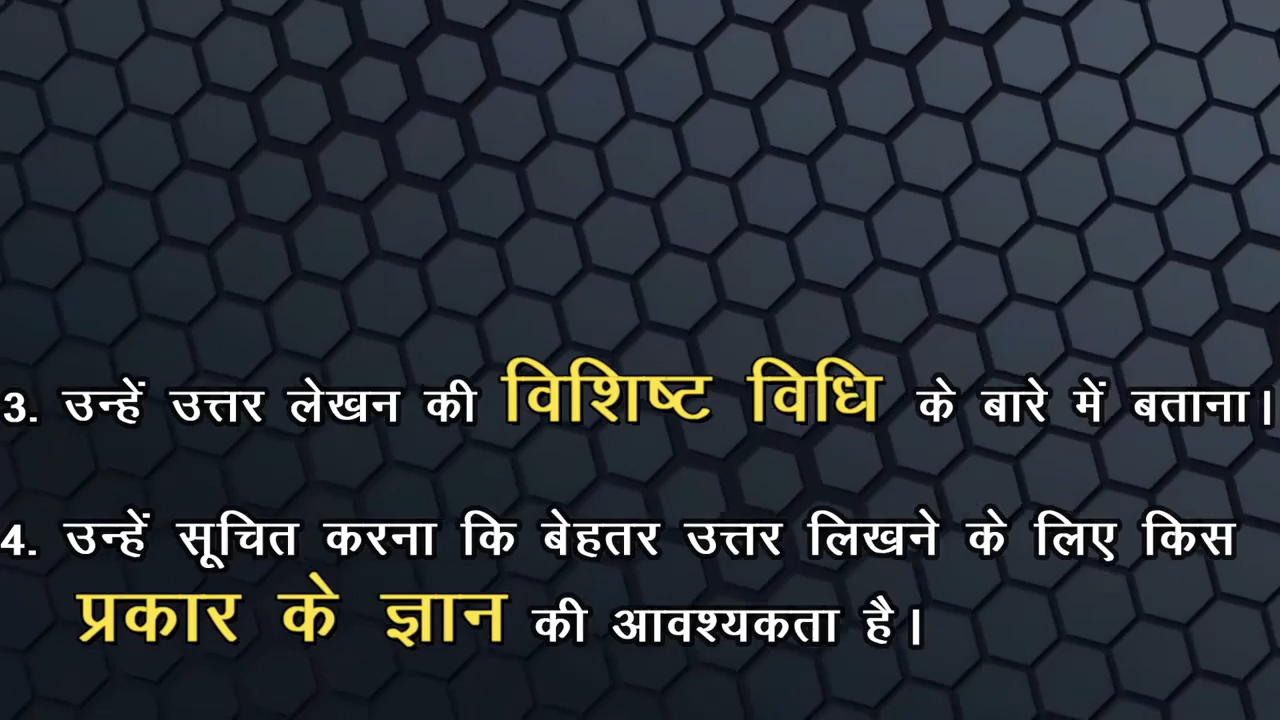 3. उन्हें उत्तर लेखन की विशिष्ट विधि के बारे में बताना।
4. उन्हें सूचित करना कि बेहतर उत्तर लिखने के लिए किस
प्रकार के ज्ञान की आवश्यकता है।